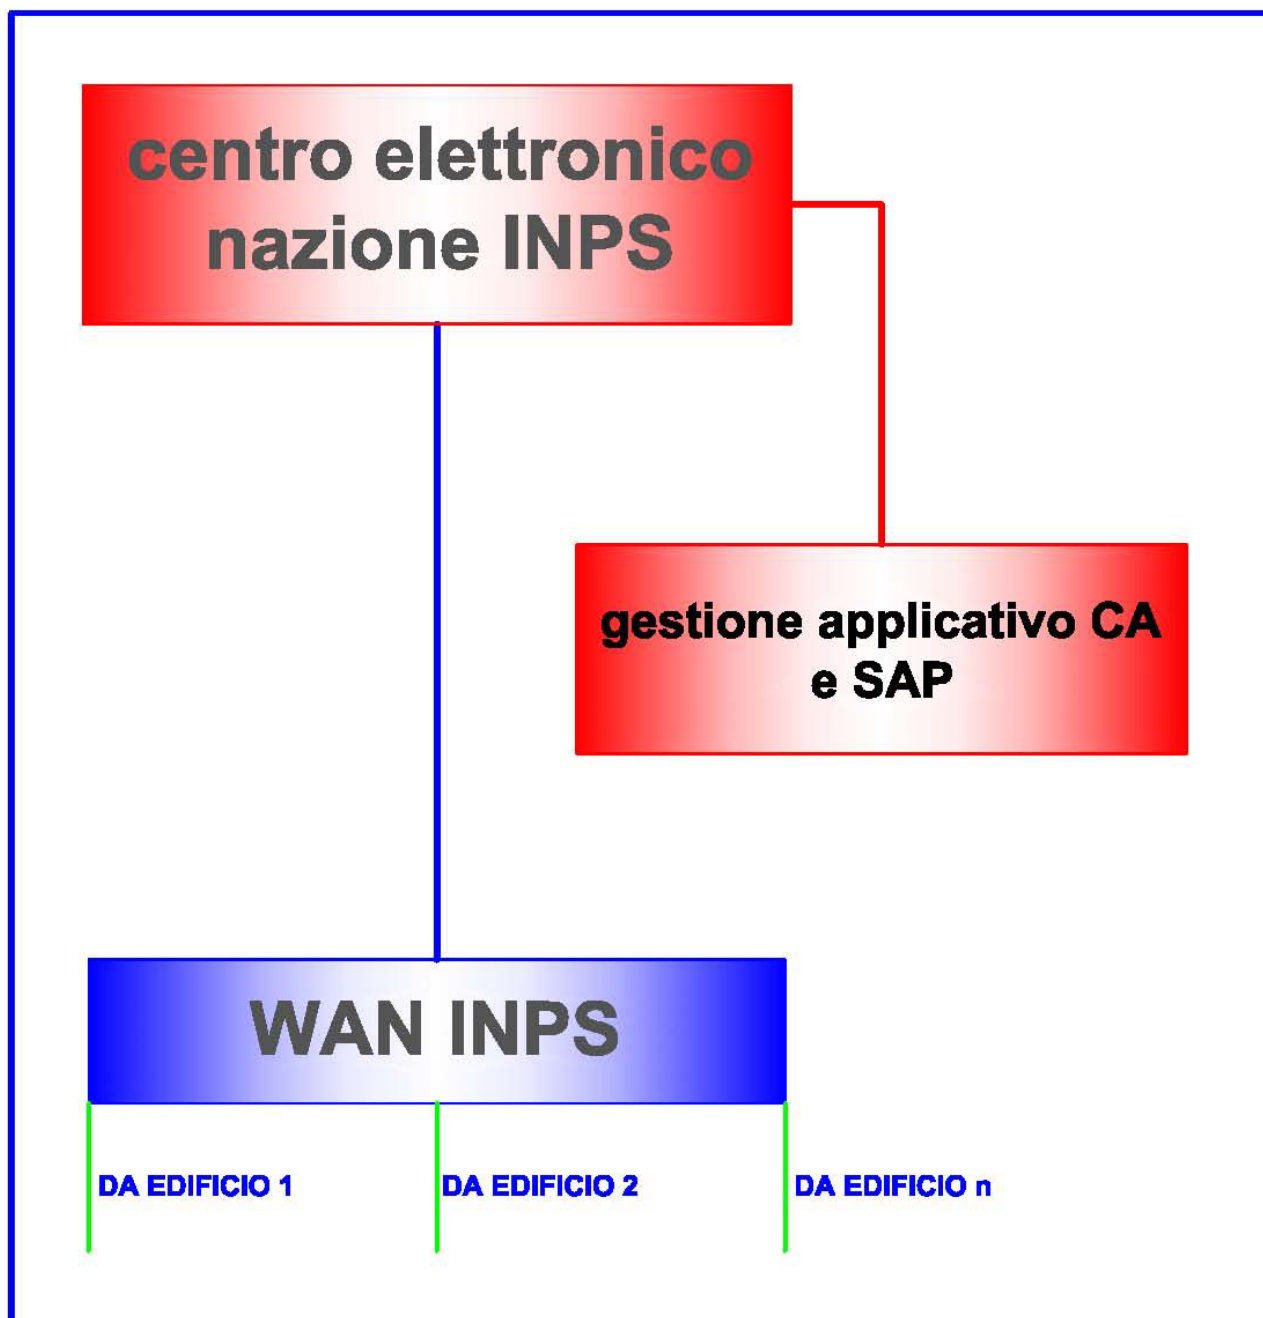 centro elettronico
nazione INPS
gestione applicativo CA
e SAP
WAN INPS
DA EDIFICIO 1
DA EDIFICIO 2
DA EDIFICIO n